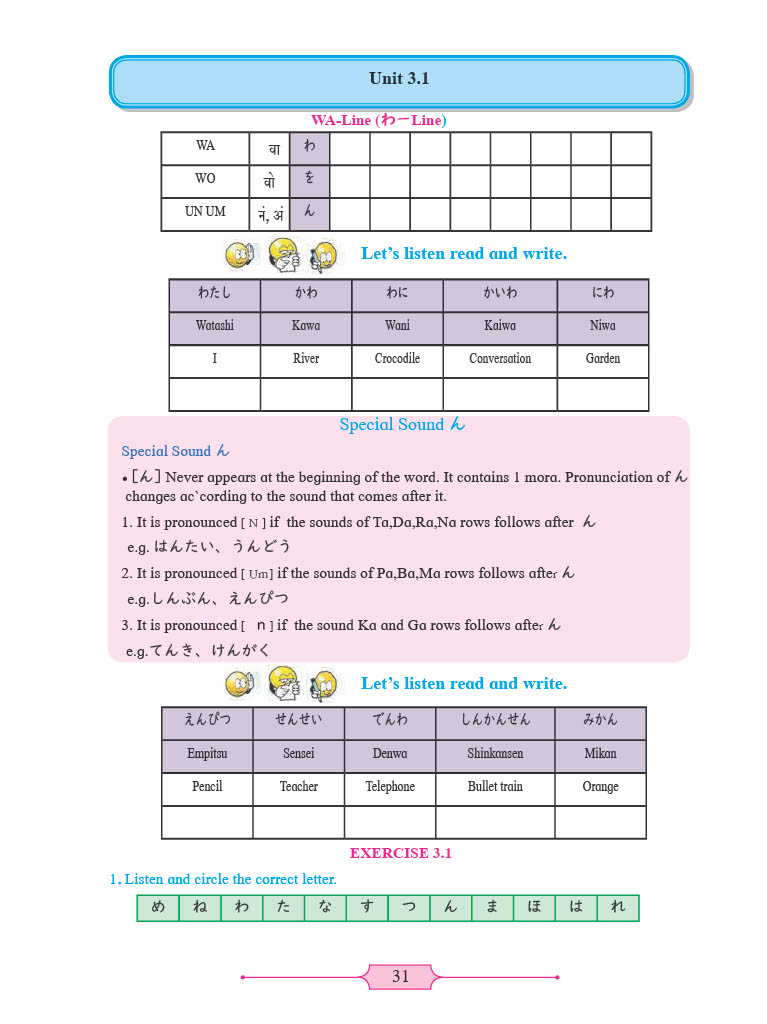 Unit 3.1
WA-Line (わーLine)
WA वा わ
WO वो を
UN UM नं, अं ん
Let's listen read and write.
わたし かわ わに かいわ にわ
Watashi Kawa Wani Kaiwa Niwa
I River Crocodile Conversation Garden
Special Sound ん
Special Sound ん
• [ん] Never appears at the beginning of the word. It contains 1 mora. Pronunciation of ん
changes ac`cording to the sound that comes after it.
1. It is pronounced [ N ] if the sounds of Ta,Da,Ra,Na rows follows after ん
e.g. はんたい、うんどう
2. It is pronounced [ Um] if the sounds of Pa,Ba,Ma rows follows after ん
e.g.しんぶん、えんぴつ
3. It is pronounced [ n ] if the sound Ka and Ga rows follows after ん
e.g.てんき、けんがく
Let's listen read and write.
えんぴつ せんせい でんわ しんかんせん みかん
Empitsu Sensei Denwa Shinkansen Mikan
Pencil Teacher Telephone Bullet train Orange
EXERCISE 3.1
1. Listen and circle the correct letter.
め ね わ た な す つ ん ま ほ は れ
31